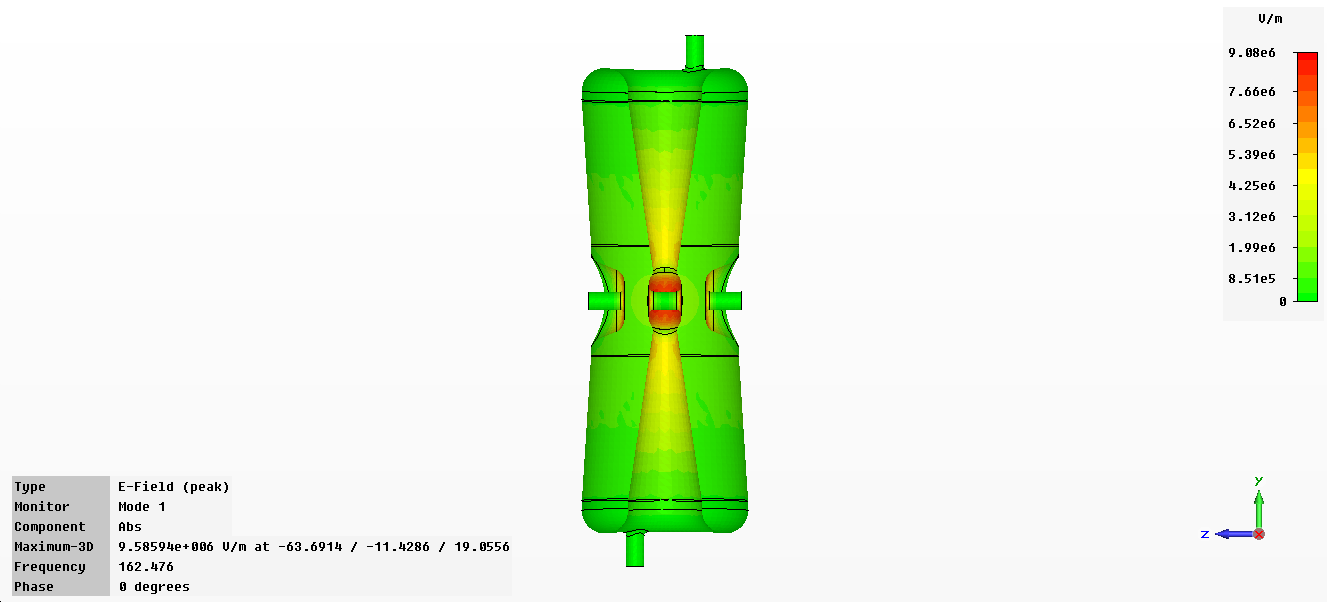 V/m
9.08e6
7.66e6
6.52e6
5.39e6
4.25e6
3.12e6
1.99e6
8.51e5
0
y
z
x
Type E-Field (peak)
Monitor Mode 1
Component Abs
Maximum-3D 9.58594e+006 V/m at -63.6914 / -11.4286 / 19.0556
Frequency 162.476
Phase 0 degrees